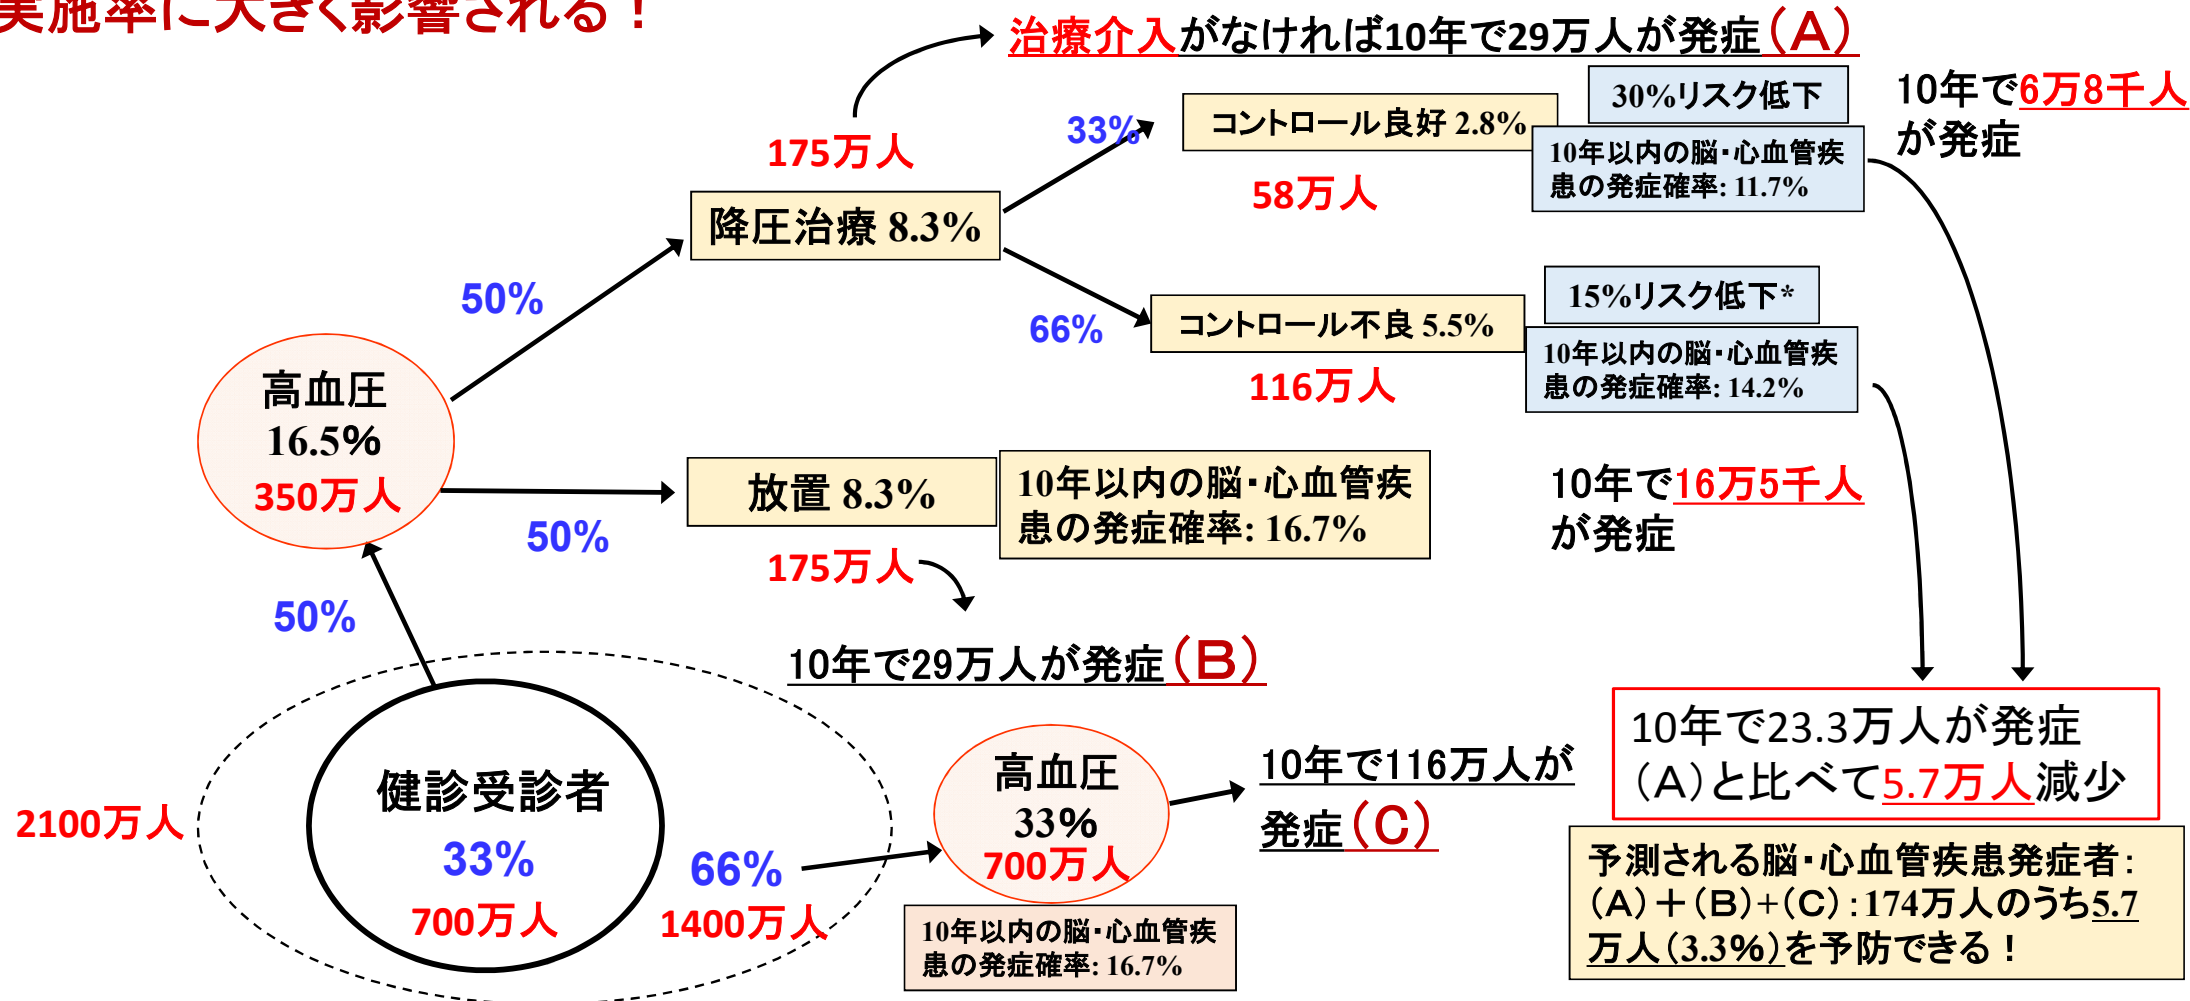 実施率に大きく影響される!
治療介入がなければ10年で29万人が発症(A)
175万人
33%
コントロール良好 2.8%
30%リスク低下
10年以内の脳・心血管疾
患の発症確率: 11.7%
10年で6万8千人
が発症
58万人
降圧治療 8.3%
50%
66%
コントロール不良 5.5%
15%リスク低下*
10年以内の脳・心血管疾
患の発症確率: 14.2%
116万人
高血圧
16.5%
350万人
放置 8.3%
10年以内の脳・心血管疾
患の発症確率: 16.7%
10年で16万5千人
が発症
50%
175万人
50%
10年で29万人が発症(B)
健診受診者
33%
700万人
2100万人
66%
1400万人
高血圧
33%
700万人
10年以内の脳・心血管疾
患の発症確率: 16.7%
10年で116万人が
発症(C)
10年で23.3万人が発症
(A)と比べて5.7万人減少
予測される脳・心血管疾患発症者:
(A)+(B)+(C):174万人のうち5.7
万人(3.3%)を予防できる!